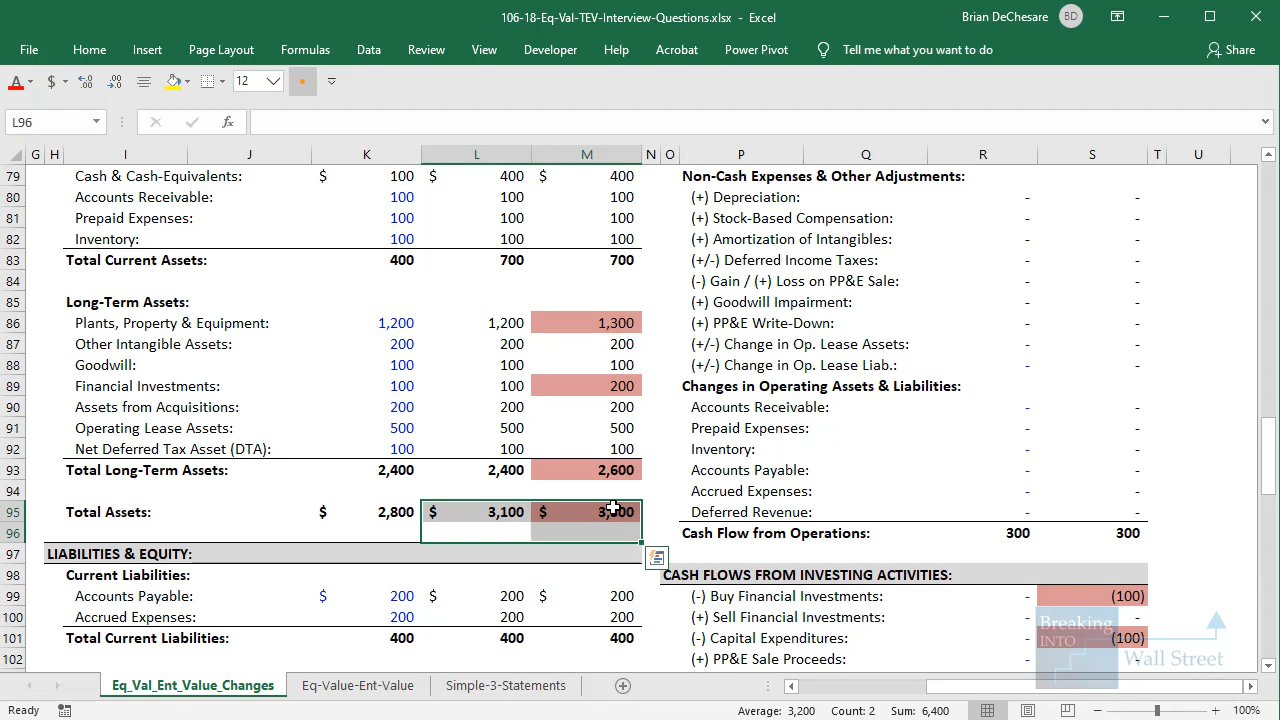 106-18-Eq-Val-TEV-Interview-Questions.xlsx - Excel
Brian DeChesare BD
File Home Insert Page Layout Formulas Data Review View Developer Help Acrobat Power Pivot Tell me what you want to do Share
A $ .00 12
L96 fx
G H I J K L M N O P Q R S T U
79 Cash & Cash-Equivalents: $ 100 $ 400 $ 400 Non-Cash Expenses & Other Adjustments:
80 Accounts Receivable: 100 100 100 (+) Depreciation: - -
81 Prepaid Expenses: 100 100 100 (+) Stock-Based Compensation: - -
82 Inventory: 100 100 100 (+) Amortization of Intangibles: - -
83 Total Current Assets: 400 700 700 (+/-) Deferred Income Taxes: - -
84 (-) Gain / (+) Loss on PP&E Sale: - -
85 Long-Term Assets: (+) Goodwill Impairment: - -
86 Plants, Property & Equipment: 1,200 1,200 1,300 (+) PP&E Write-Down: - -
87 Other Intangible Assets: 200 200 200 (+/-) Change in Op. Lease Assets: - -
88 Goodwill: 100 100 100 (+/-) Change in Op. Lease Liab.: - -
89 Financial Investments: 100 100 200 Changes in Operating Assets & Liabilities:
90 Assets from Acquisitions: 200 200 200 Accounts Receivable: - -
91 Operating Lease Assets: 500 500 500 Prepaid Expenses: - -
92 Net Deferred Tax Asset (DTA): 100 100 100 Inventory: - -
93 Total Long-Term Assets: 2,400 2,400 2,600 Accounts Payable: - -
94 Accrued Expenses: - -
95 Total Assets: $ 2,800 $ 3,100 $ Deferred Revenue: - -
96 Cash Flow from Operations: 300 300
97 LIABILITIES & EQUITY:
98 Current Liabilities: CASH FLOWS FROM INVESTING ACTIVITIES:
99 Accounts Payable: $ 200 $ 200 $ 200 (-) Buy Financial Investments: - (100)
100 Accrued Expenses: 200 200 200 (+) Sell Financial Investments: - -
101 Total Current Liabilities: 400 400 400 (-) Capital Expenditures: - (100)
102 (+) PP&E Sale Proceeds: - -
Breaking INTO Wall Street
Eq_Val_Ent_Value_Changes Eq-Value-Ent-Value Simple-3-Statements
Ready Average: 3,200 Count: 2 Sum: 6,400 100%